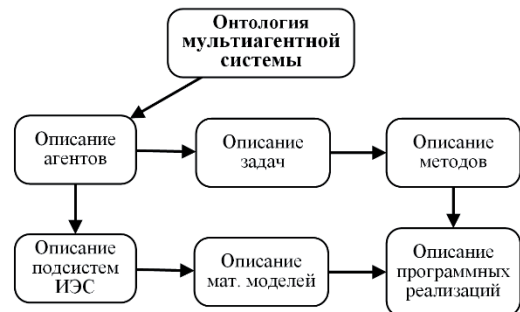 Онтология
мультиагентной
системы
Описание
агентов
Описание
задач
Описание
методов
Описание
подсистем
ИЭС
Описание
мат. моделей
Описание
программных
реализаций